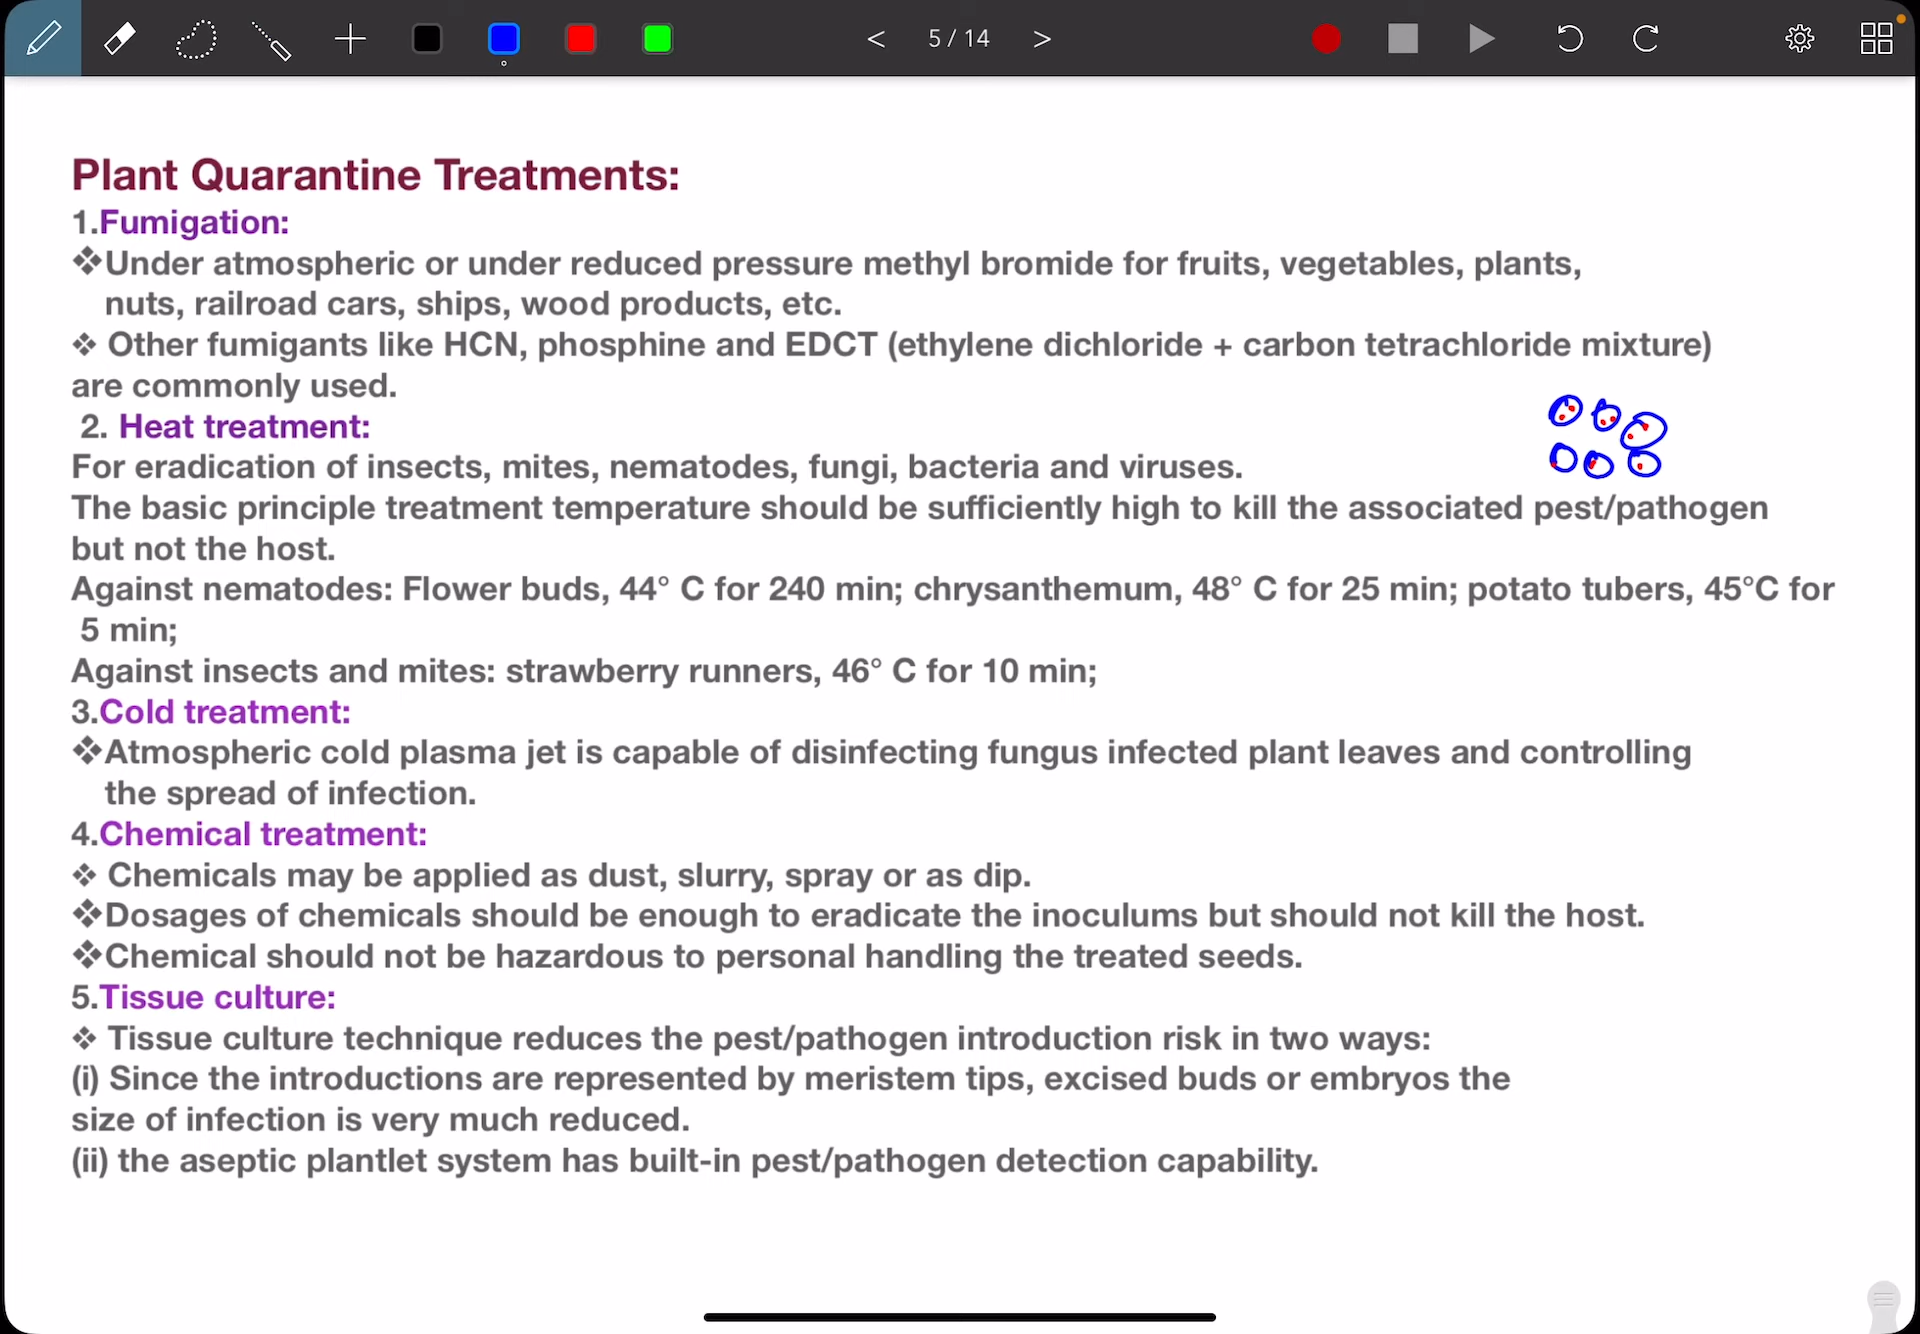 < 5 / 14 >
Plant Quarantine Treatments:
1.Fumigation:
❖Under atmospheric or under reduced pressure methyl bromide for fruits, vegetables, plants,
nuts, railroad cars, ships, wood products, etc.
❖ Other fumigants like HCN, phosphine and EDCT (ethylene dichloride + carbon tetrachloride mixture)
are commonly used.
2. Heat treatment:
For eradication of insects, mites, nematodes, fungi, bacteria and viruses.
The basic principle treatment temperature should be sufficiently high to kill the associated pest/pathogen
but not the host.
Against nematodes: Flower buds, 44° C for 240 min; chrysanthemum, 48° C for 25 min; potato tubers, 45°C for
5 min;
Against insects and mites: strawberry runners, 46° C for 10 min;
3.Cold treatment:
❖Atmospheric cold plasma jet is capable of disinfecting fungus infected plant leaves and controlling
the spread of infection.
4.Chemical treatment:
❖ Chemicals may be applied as dust, slurry, spray or as dip.
❖Dosages of chemicals should be enough to eradicate the inoculums but should not kill the host.
❖Chemical should not be hazardous to personal handling the treated seeds.
5.Tissue culture:
❖ Tissue culture technique reduces the pest/pathogen introduction risk in two ways:
(i) Since the introductions are represented by meristem tips, excised buds or embryos the
size of infection is very much reduced.
(ii) the aseptic plantlet system has built-in pest/pathogen detection capability.